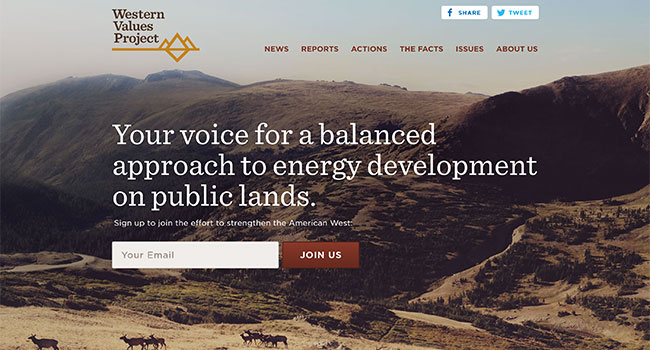 Western
Values
Project
SHARE
TWEET
NEWS REPORTS ACTIONS THE FACTS ISSUES ABOUT US
Your voice for a balanced
approach to energy development
on public lands.
Sign up to join the effort to strengthen the American West:
Your Email
JOIN US